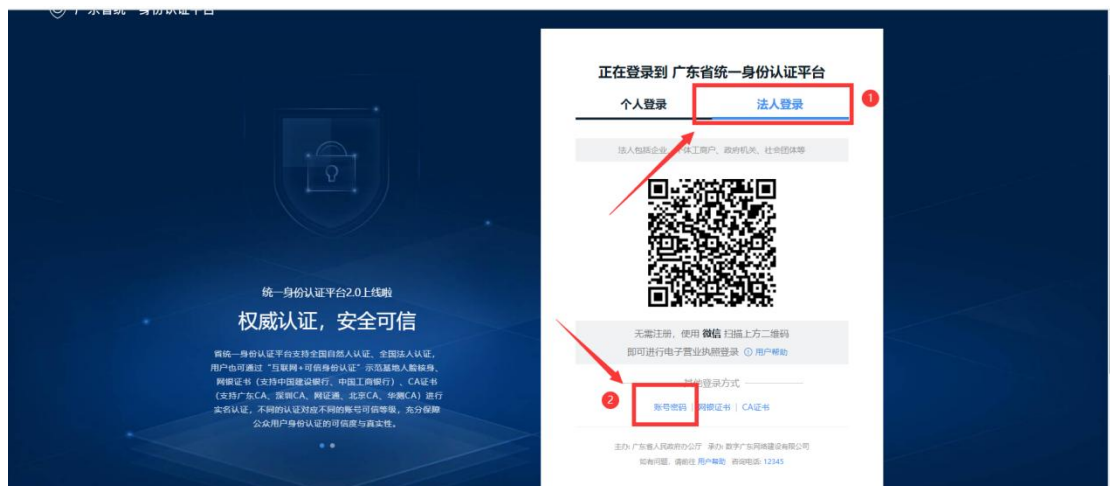 广东省统一身份认证平台
正在登录到 广东省统一身份认证平台
个人登录 法人登录
1
法人包括企业、个体工商户、政府机关、社会团体等
统一身份认证平台2.0上线啦
权威认证，安全可信
省统一身份认证平台支持全国自然人认证、全国法人认证，
用户也可通过“互联网+可信身份认证”示范基地人脸核身、
网银证书（支持中国建设银行、中国工商银行）、CA证书
（支持广东CA、深圳CA、网证通、北京CA、华测CA）进行
实名认证，不同的认证对应不同的账号可信等级，充分保障
公众用户身份认证的可信度与真实性。
无需注册，使用 微信 扫描上方二维码
即可进行电子营业执照登录 用户帮助
其他登录方式
2
账号密码 | 网银证书 | CA证书
主办: 广东省人民政府办公厅 承办: 数字广东网络建设有限公司
如有问题，请前往 用户帮助 咨询电话: 12345